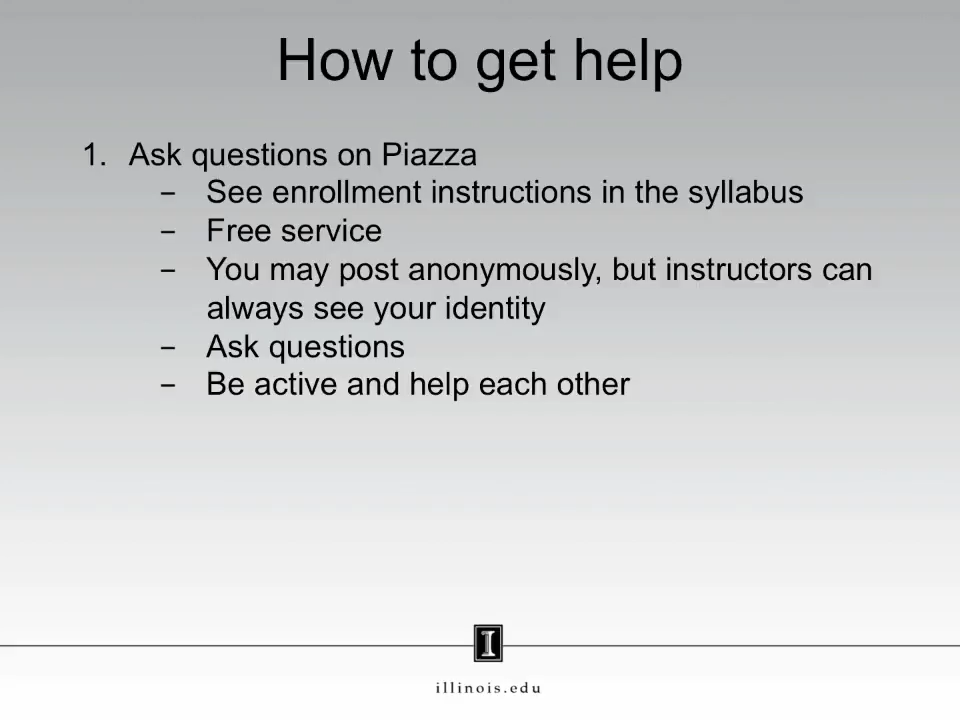 How to get help
1. Ask questions on Piazza
– See enrollment instructions in the syllabus
– Free service
– You may post anonymously, but instructors can
always see your identity
– Ask questions
– Be active and help each other
I
illinois.edu